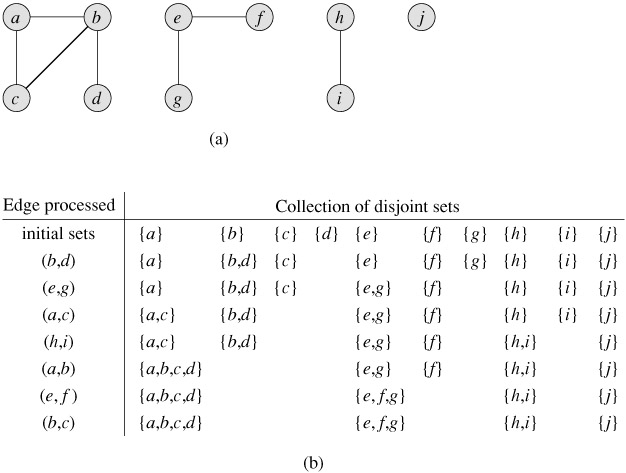 a b e f h j
c d g i
(a)
Edge processed Collection of disjoint sets
initial sets {a} {b} {c} {d} {e} {f} {g} {h} {i} {j}
(b,d) {a} {b,d} {c} {e} {f} {g} {h} {i} {j}
(e,g) {a} {b,d} {c} {e,g} {f} {h} {i} {j}
(a,c) {a,c} {b,d} {e,g} {f} {h} {i} {j}
(h,i) {a,c} {b,d} {e,g} {f} {h,i} {j}
(a,b) {a,b,c,d} {e,g} {f} {h,i} {j}
(e, f) {a,b,c,d} {e, f,g} {h,i} {j}
(b,c) {a,b,c,d} {e, f,g} {h,i} {j}
(b)